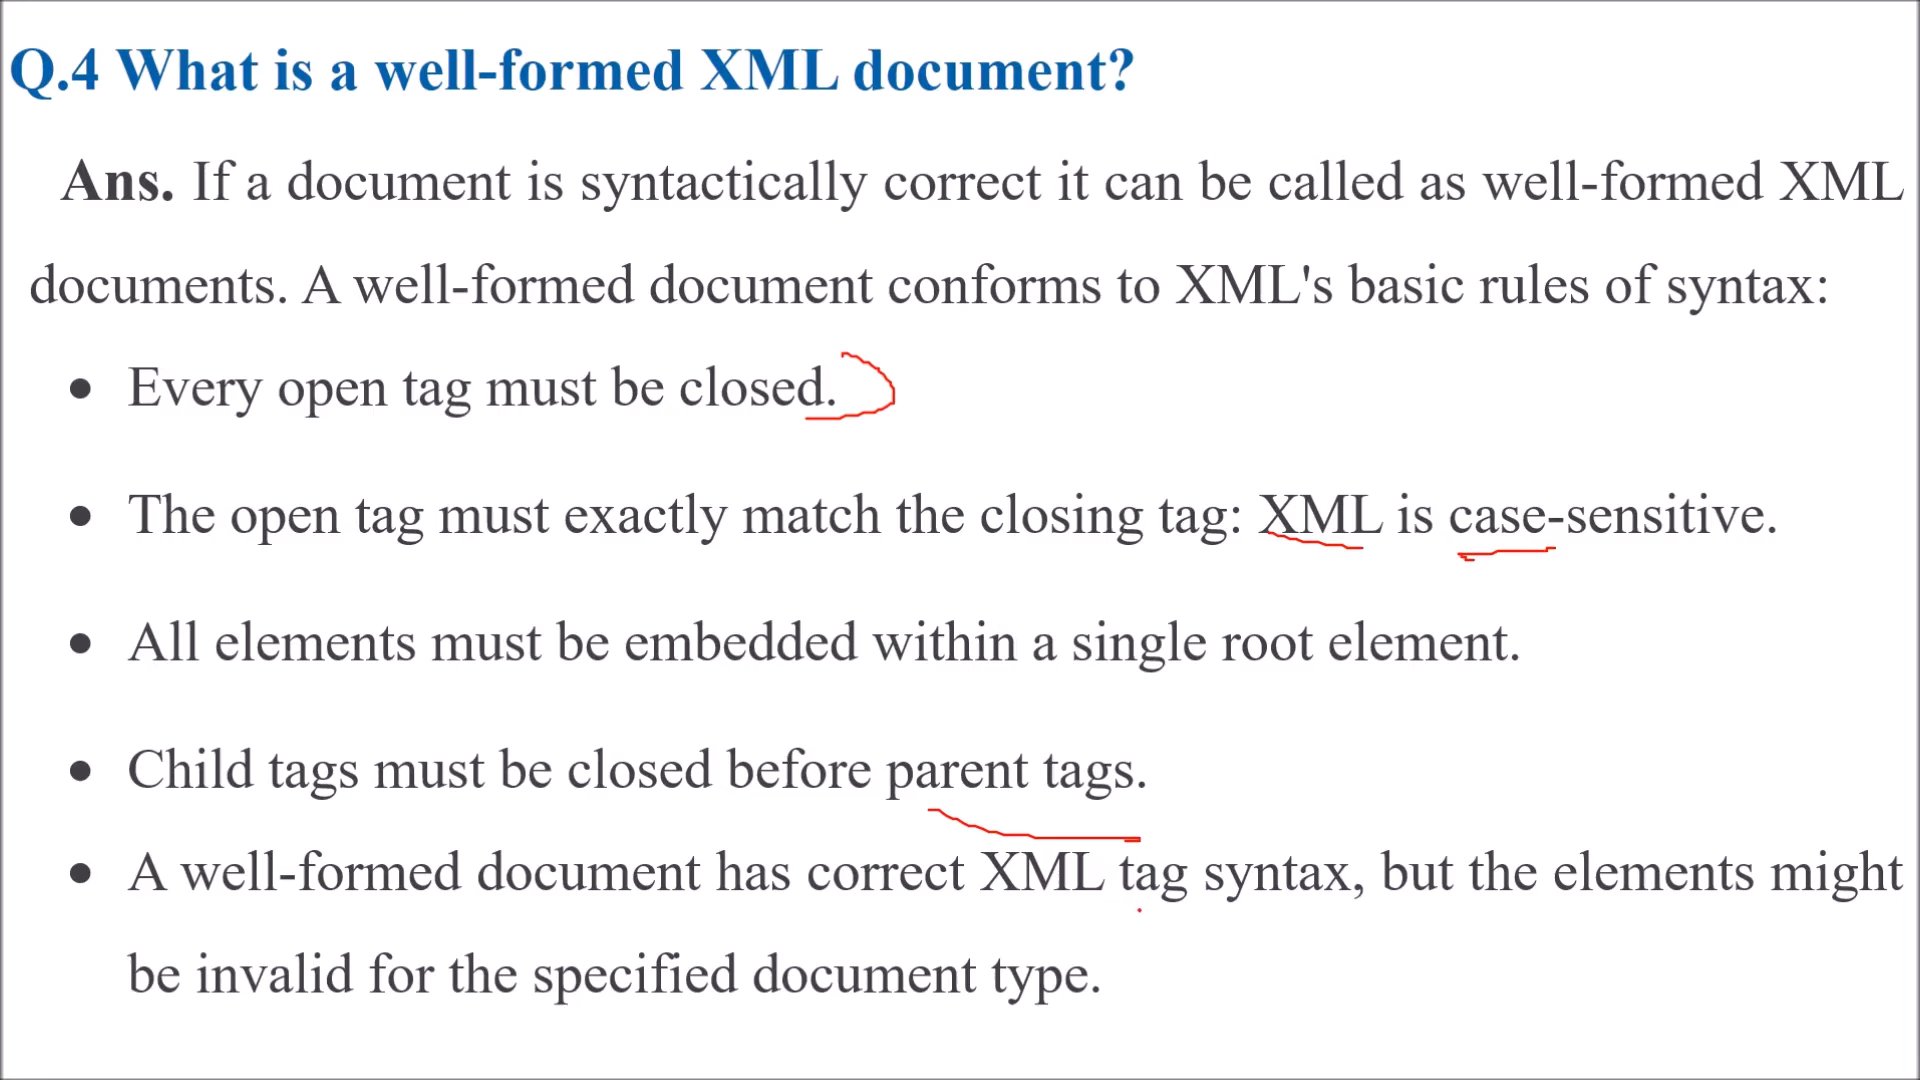 Q.4 What is a well-formed XML document?
Ans. If a document is syntactically correct it can be called as well-formed XML
documents. A well-formed document conforms to XML's basic rules of syntax:
• Every open tag must be closed.
• The open tag must exactly match the closing tag: XML is case-sensitive.
• All elements must be embedded within a single root element.
• Child tags must be closed before parent tags.
• A well-formed document has correct XML tag syntax, but the elements might
be invalid for the specified document type.